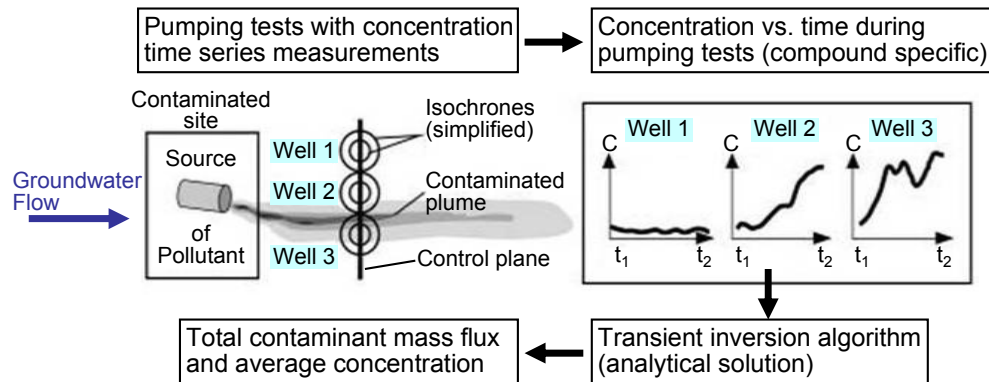 Pumping tests with concentration
time series measurements
Concentration vs. time during
pumping tests (compound specific)
Contaminated
site
Source
of
Pollutant
Groundwater
Flow
Isochrones
(simplified)
Well 1
Well 2
Well 3
Contaminated
plume
Control plane
Well 1
C
t1
t2
Well 2
C
t1
t2
Well 3
C
t1
t2
Total contaminant mass flux
and average concentration
Transient inversion algorithm
(analytical solution)